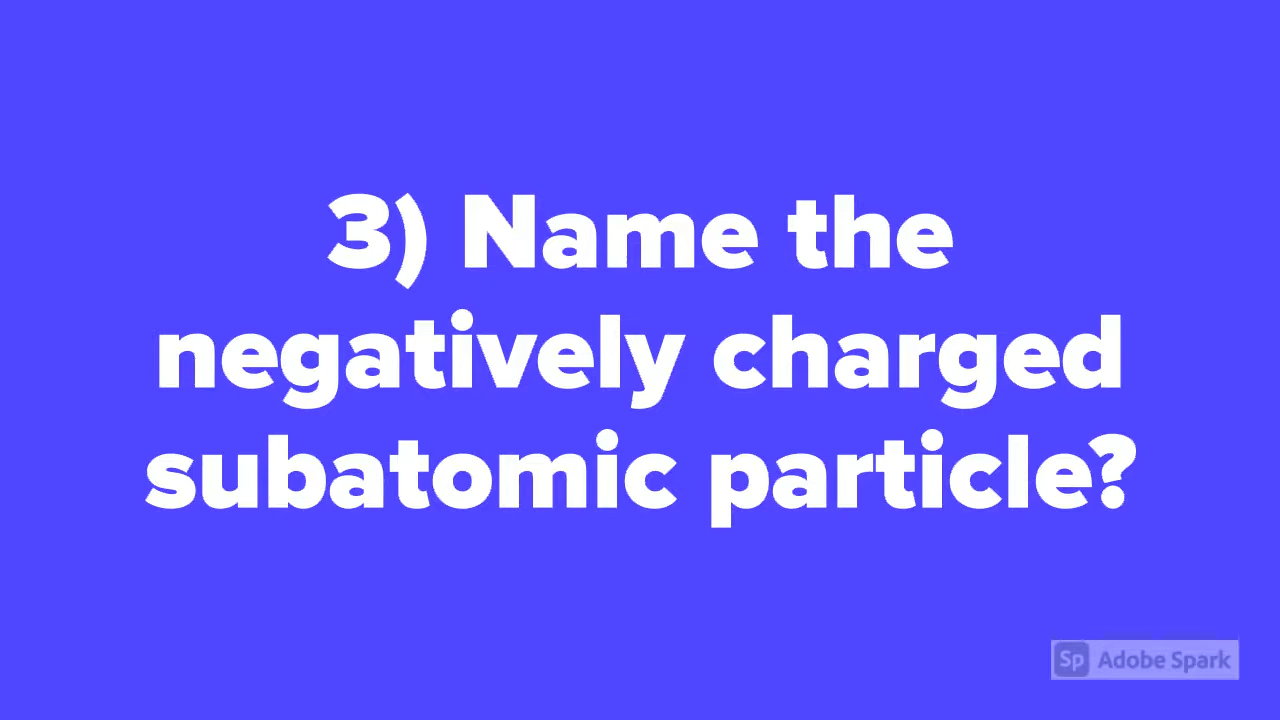 3) Name the
negatively charged
subatomic particle?
Sp Adobe Spark